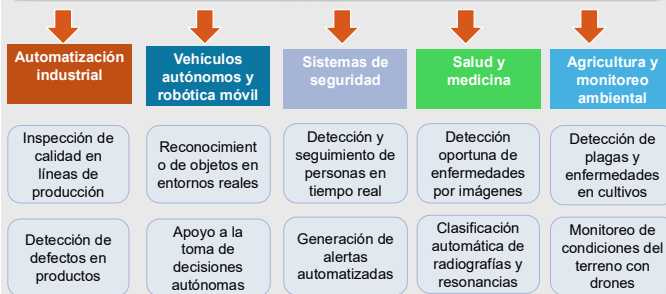 Automatización
industrial
Vehículos
autónomos y
robótica móvil
Sistemas de
seguridad
Salud y
medicina
Agricultura y
monitoreo
ambiental
Inspección de
calidad en
líneas de
producción
Reconocimient
o de objetos en
entornos reales
Detección y
seguimiento de
personas en
tiempo real
Detección
oportuna de
enfermedades
por imágenes
Detección de
plagas y
enfermedades
en cultivos
Detección de
defectos en
productos
Apoyo a la
toma de
decisiones
autónomas
Generación de
alertas
automatizadas
Clasificación
automática de
radiografías y
resonancias
Monitoreo de
condiciones del
terreno con
drones